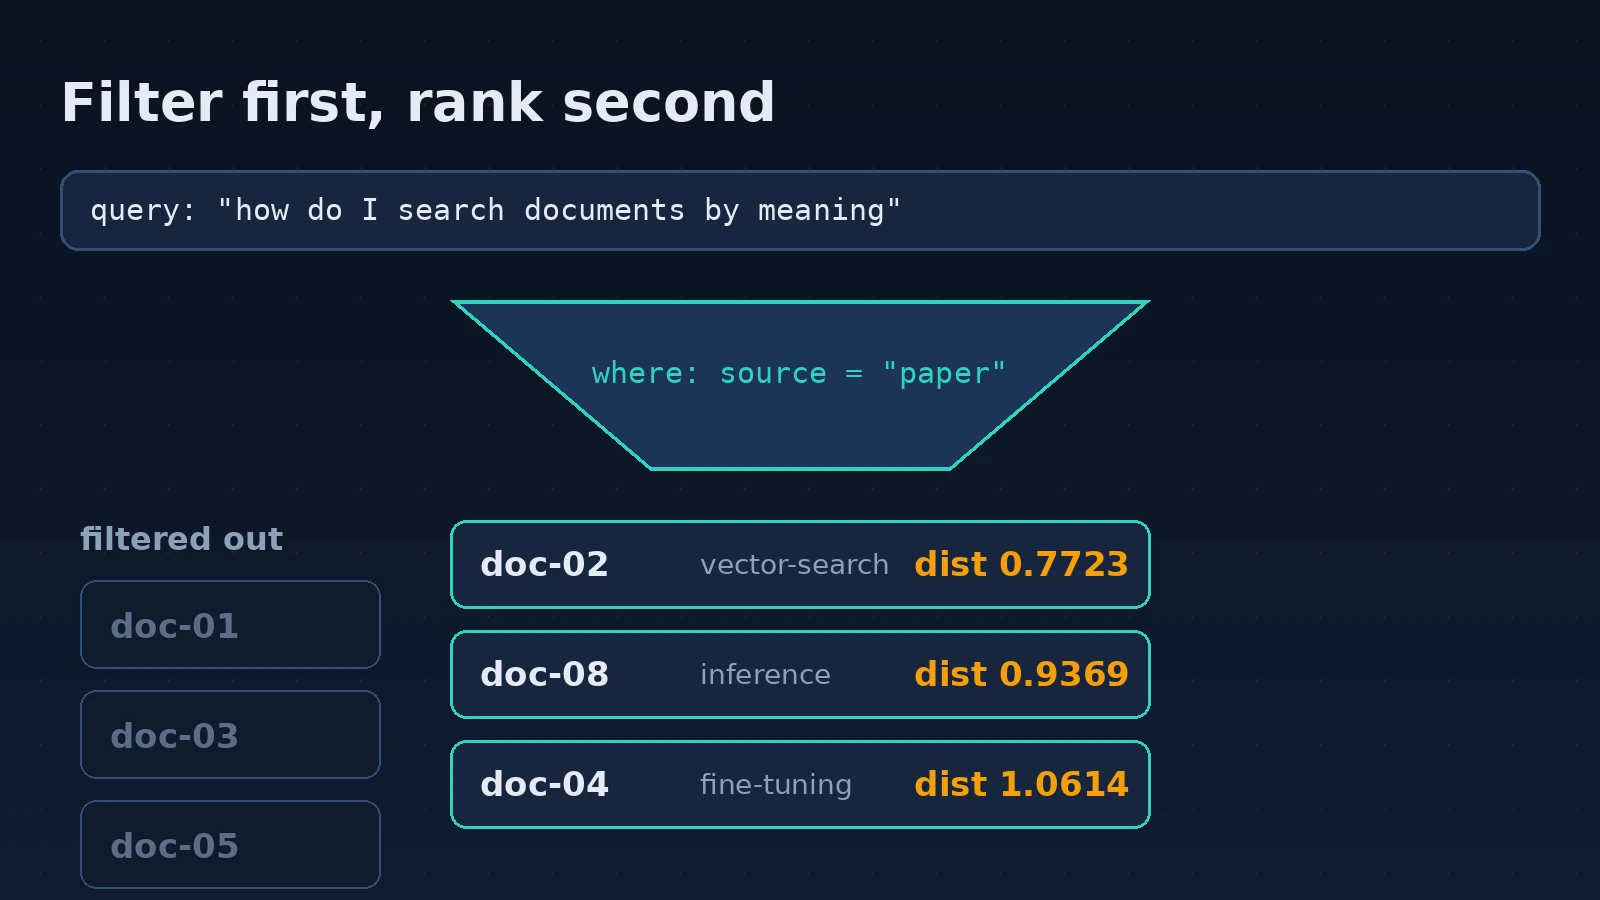 Filter first, rank second
query: "how do I search documents by meaning"
where: source = "paper"
filtered out
doc-01
doc-03
doc-05
doc-02 vector-search dist 0.7723
doc-08 inference dist 0.9369
doc-04 fine-tuning dist 1.0614